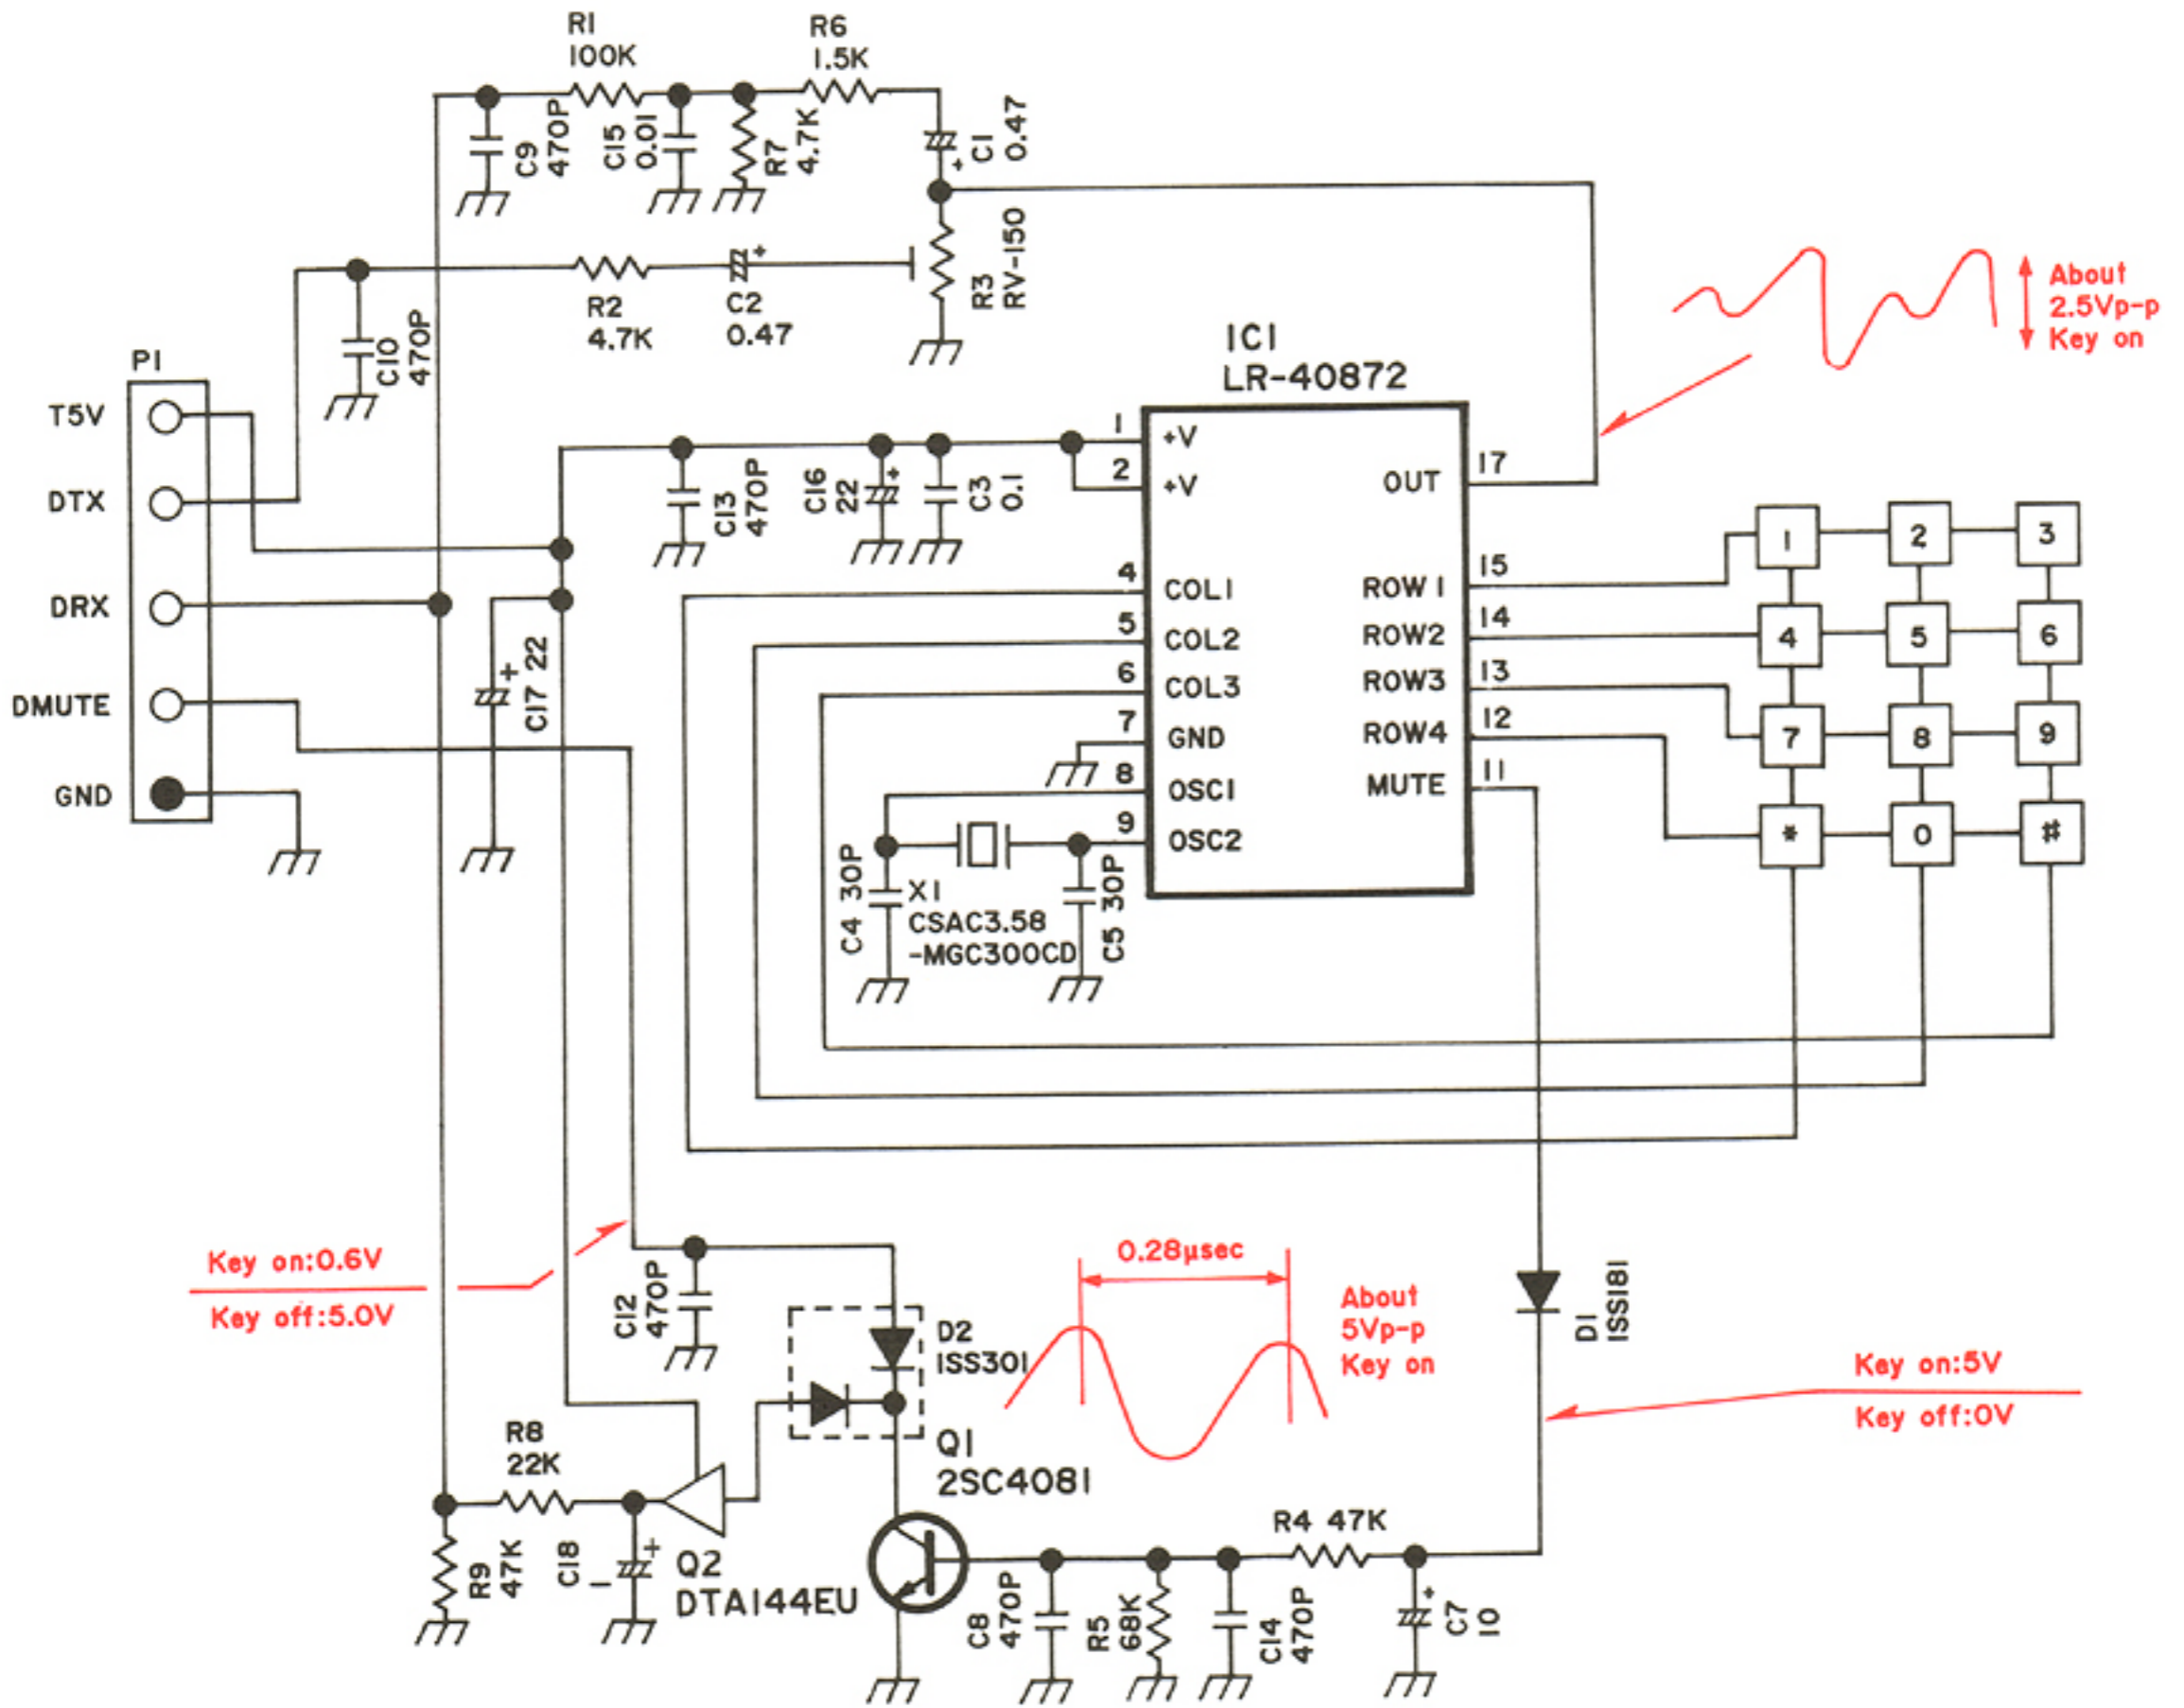 R1
100K
R6
1.5K
C9
470P
C15
0.01
R7
4.7K
C1
0.47
+
R3
RV-150
+
R2
4.7K
C2
0.47
C10
470P
About
2.5Vp-p
Key on
P1
T5V
DTX
DRX
DMUTE
GND
IC1
LR-40872
1
+V
2
+V
4
COL1
5
COL2
6
COL3
7
GND
8
OSC1
9
OSC2
OUT
17
ROW1
15
ROW2
14
ROW3
13
ROW4
12
MUTE
11
C13
470P
C16
22
+
C3
0.1
C17 22
+
1 2 3
4 5 6
7 8 9
* 0 #
C4 30P
X1
CSAC3.58
-MGC300CD
C5 30P
Key on:0.6V
Key off:5.0V
C12
470P
D2
ISS301
0.28μsec
About
5Vp-p
Key on
D1
ISS181
Key on:5V
Key off:0V
R8
22K
R9
47K
C18
+
−
Q2
DTA144EU
Q1
2SC4081
C8
470P
R5
68K
C14
470P
R4 47K
C7
10
+